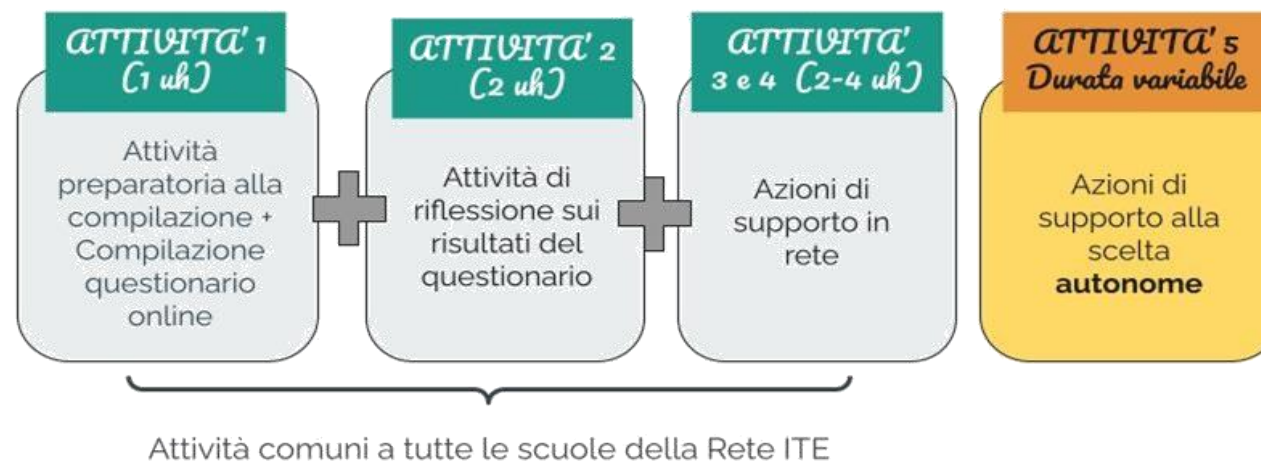 ATTIVITA' 1
(1 uh)
Attività
preparatoria alla
compilazione +
Compilazione
questionario
online
ATTIVITA' 2
(2 uh)
Attività di
riflessione sui
risultati del
questionario
ATTIVITA'
3 e 4 (2-4 uh)
Azioni di
supporto in
rete
ATTIVITA' 5
Durata variabile
Azioni di
supporto alla
scelta
autonome
Attività comuni a tutte le scuole della Rete ITE